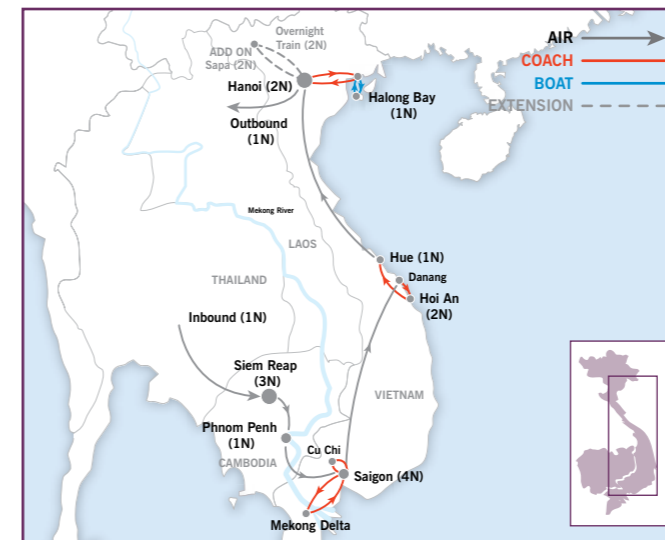 Overnight
Train (2N)
ADD ON
Sapa (2N)
AIR
COACH
BOAT
EXTENSION
Hanoi (2N)
Halong Bay
(1N)
Outbound
(1N)
Mekong River
LAOS
Hue (1N)
Danang
Hoi An
(2N)
THAILAND
Inbound (1N)
Siem Reap
(3N)
VIETNAM
Phnom Penh
(1N)
Cu Chi
CAMBODIA
Saigon (4N)
Mekong Delta